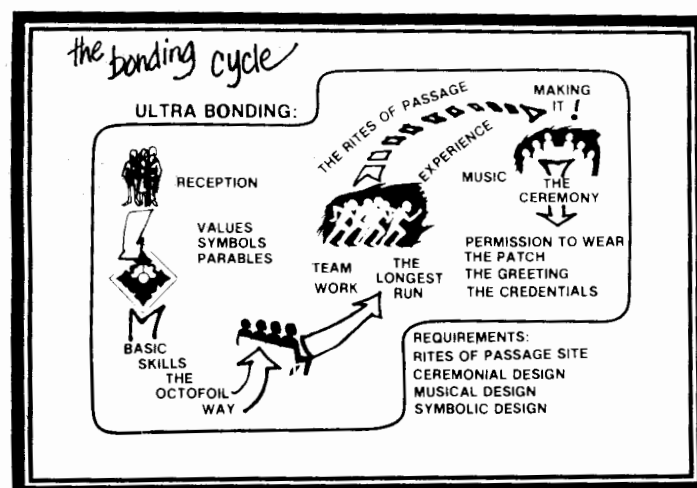 the bonding cycle
ULTRA BONDING:
RECEPTION
VALUES
SYMBOLS
PARABLES
BASIC
SKILLS
THE
OCTOFOIL
WAY
TEAM
WORK
THE
LONGEST
RUN
THE RITES OF PASSAGE
EXPERIENCE
MAKING
IT !
MUSIC
THE
CEREMONY
PERMISSION TO WEAR
THE PATCH
THE GREETING
THE CREDENTIALS
REQUIREMENTS:
RITES OF PASSAGE SITE
CEREMONIAL DESIGN
MUSICAL DESIGN
SYMBOLIC DESIGN